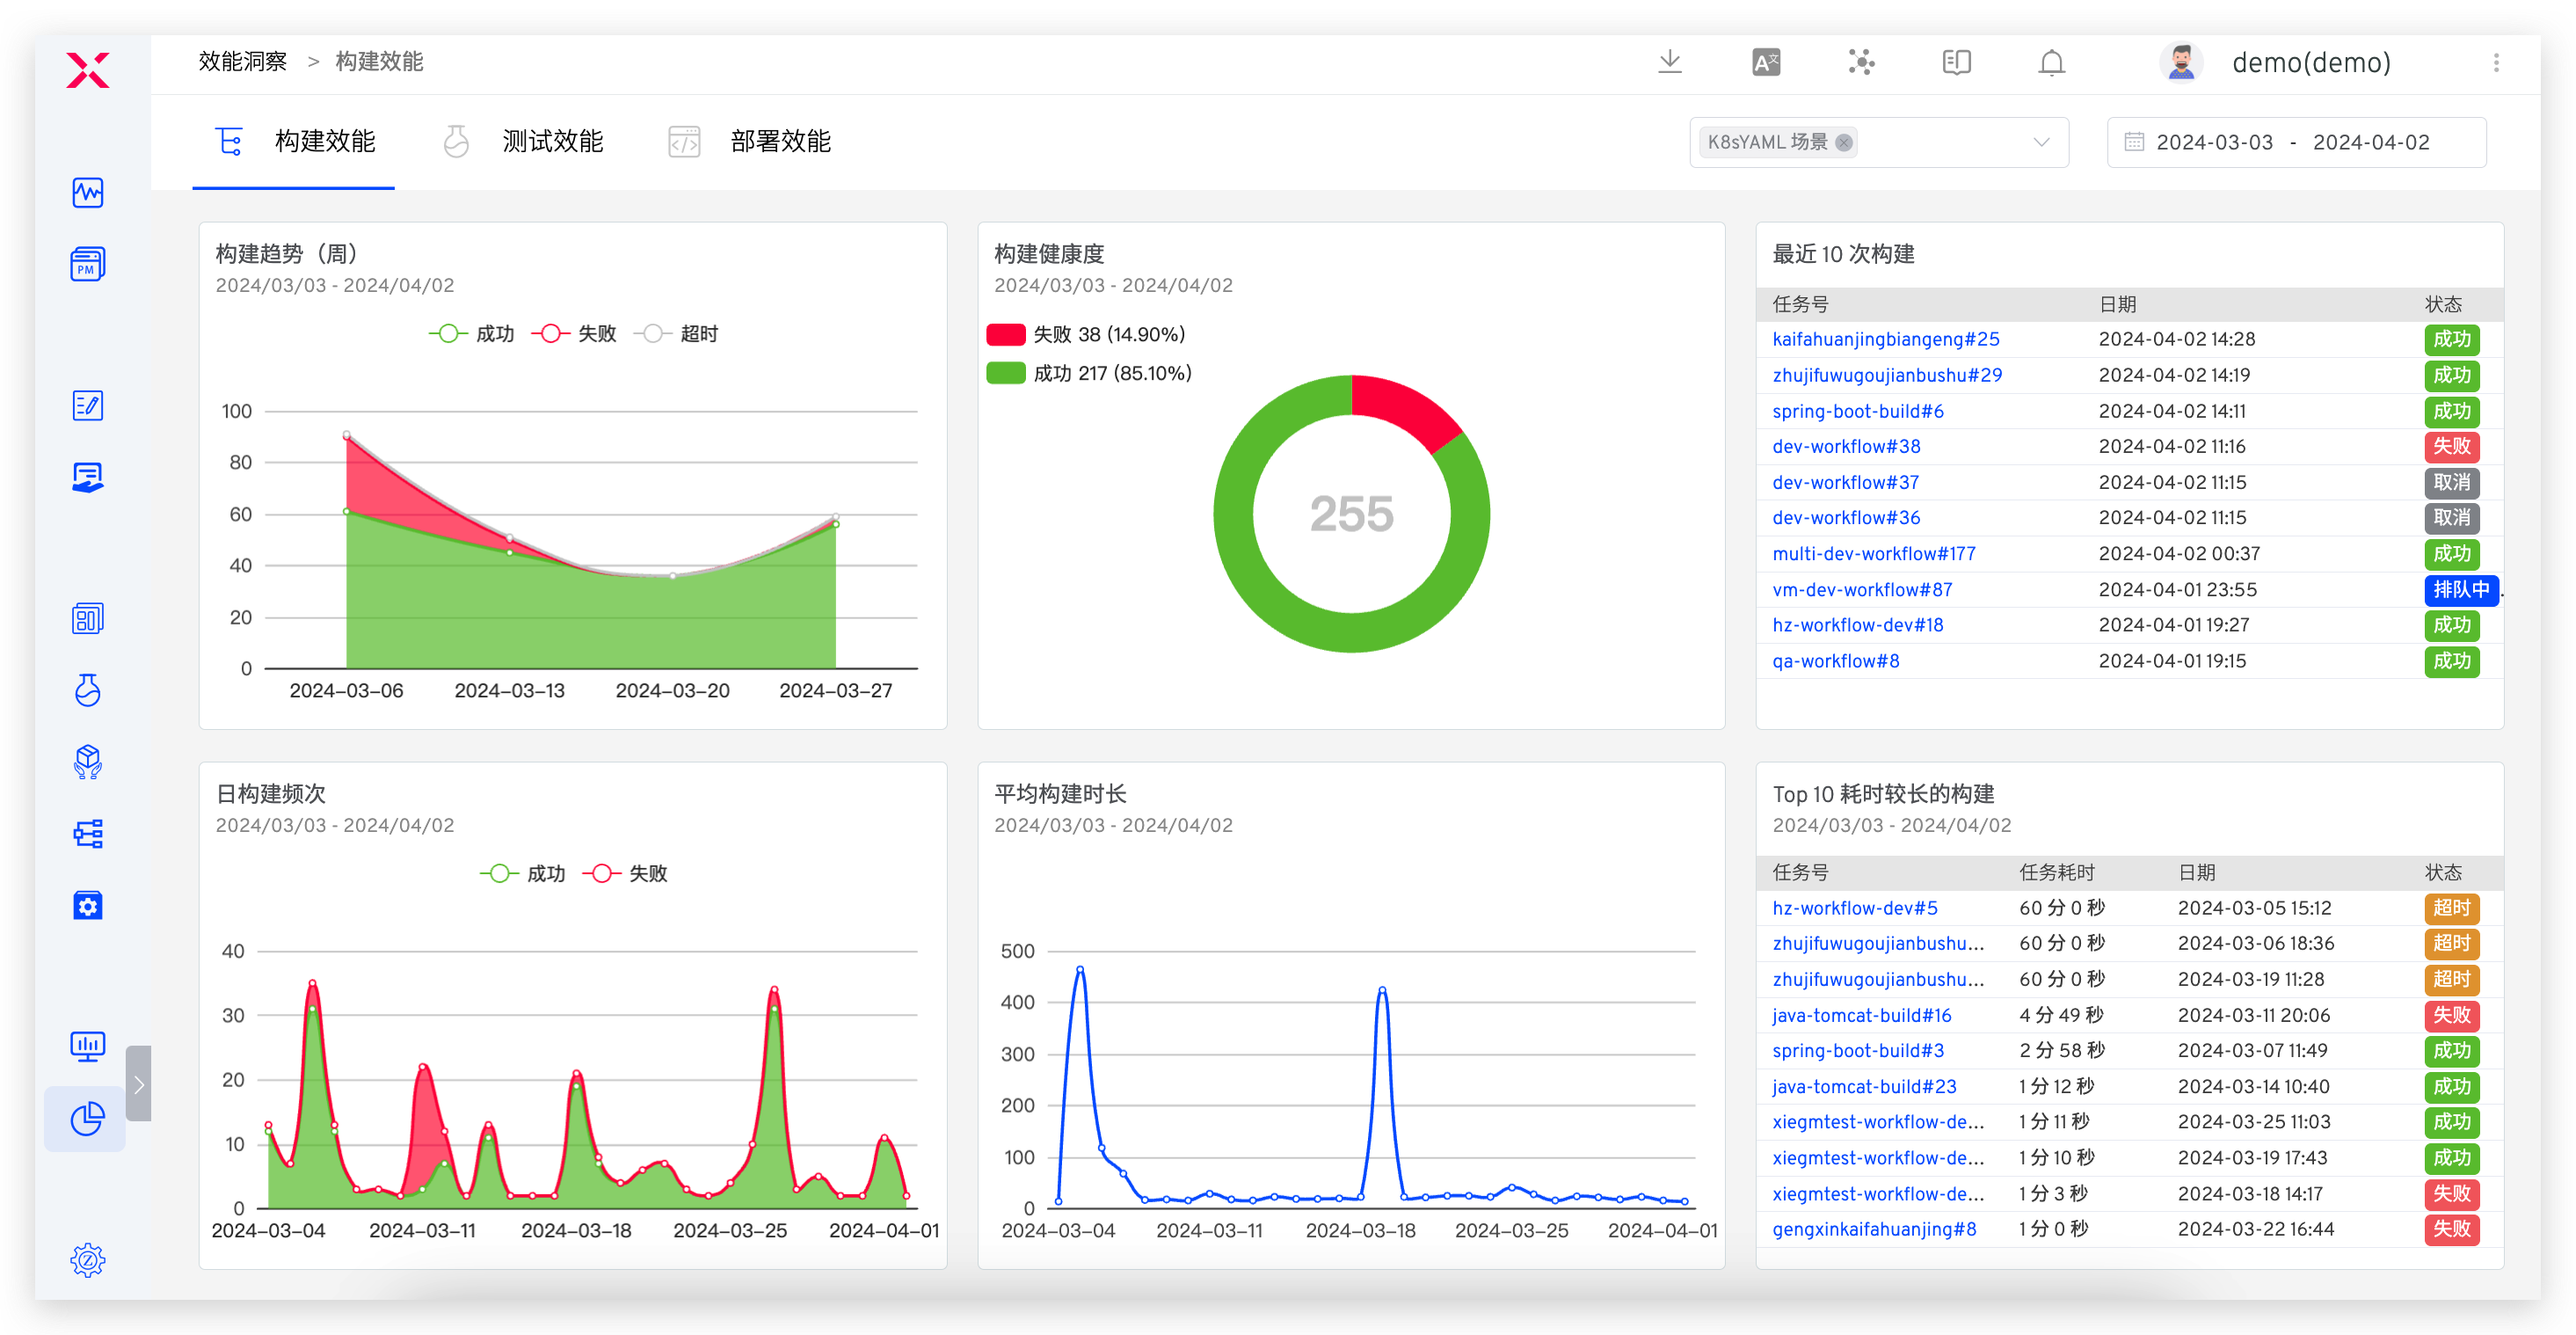 效能洞察 > 构建效能
demo(demo)
构建效能 测试效能 部署效能
K8sYAML 场景
2024-03-03 - 2024-04-02
PM
构建趋势（周）
2024/03/03 - 2024/04/02
成功 失败 超时
100
80
60
40
20
0
2024-03-06 2024-03-13 2024-03-20 2024-03-27
构建健康度
2024/03/03 - 2024/04/02
失败 38 (14.90%)
成功 217 (85.10%)
255
最近 10 次构建
任务号 日期 状态
kaifahuanjingbiangeng#25 2024-04-02 14:28 成功
zhujifuwugoujianbushu#29 2024-04-02 14:19 成功
spring-boot-build#6 2024-04-02 14:11 成功
dev-workflow#38 2024-04-02 11:16 失败
dev-workflow#37 2024-04-02 11:15 取消
dev-workflow#36 2024-04-02 11:15 取消
multi-dev-workflow#177 2024-04-02 00:37 成功
vm-dev-workflow#87 2024-04-01 23:55 排队中
hz-workflow-dev#18 2024-04-01 19:27 成功
qa-workflow#8 2024-04-01 19:15 成功
日构建频次
2024/03/03 - 2024/04/02
成功 失败
40
30
20
10
0
2024-03-04 2024-03-11 2024-03-18 2024-03-25 2024-04-01
平均构建时长
2024/03/03 - 2024/04/02
500
400
300
200
100
0
2024-03-04 2024-03-11 2024-03-18 2024-03-25 2024-04-01
Top 10 耗时较长的构建
2024/03/03 - 2024/04/02
任务号 任务耗时 日期 状态
hz-workflow-dev#5 60 分 0 秒 2024-03-05 15:12 超时
zhujifuwugoujianbushu... 60 分 0 秒 2024-03-06 18:36 超时
zhujifuwugoujianbushu... 60 分 0 秒 2024-03-19 11:28 超时
java-tomcat-build#16 4 分 49 秒 2024-03-11 20:06 失败
spring-boot-build#3 2 分 58 秒 2024-03-07 11:49 成功
java-tomcat-build#23 1 分 12 秒 2024-03-14 10:40 成功
xiegmtest-workflow-de... 1 分 11 秒 2024-03-25 11:03 成功
xiegmtest-workflow-de... 1 分 10 秒 2024-03-19 17:43 成功
xiegmtest-workflow-de... 1 分 3 秒 2024-03-18 14:17 失败
gengxinkaifahuanjing#8 1 分 0 秒 2024-03-22 16:44 失败